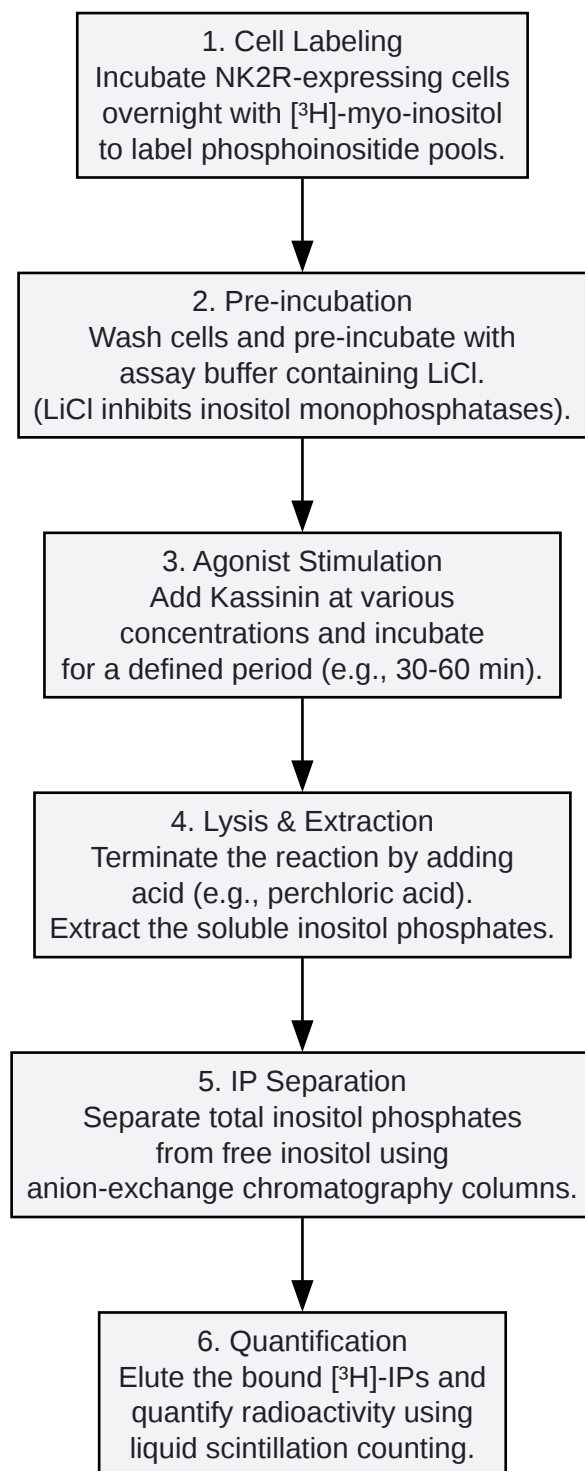 1. Cell Labeling
Incubate NK2R-expressing cells
overnight with [³H]-myo-inositol
to label phosphoinositide pools.
2. Pre-incubation
Wash cells and pre-incubate with
assay buffer containing LiCl.
(LiCl inhibits inositol monophosphatases).
3. Agonist Stimulation
Add Kassinin at various
concentrations and incubate
for a defined period (e.g., 30-60 min).
4. Lysis & Extraction
Terminate the reaction by adding
acid (e.g., perchloric acid).
Extract the soluble inositol phosphates.
5. IP Separation
Separate total inositol phosphates
from free inositol using
anion-exchange chromatography columns.
6. Quantification
Elute the bound [³H]-IPs and
quantify radioactivity using
liquid scintillation counting.